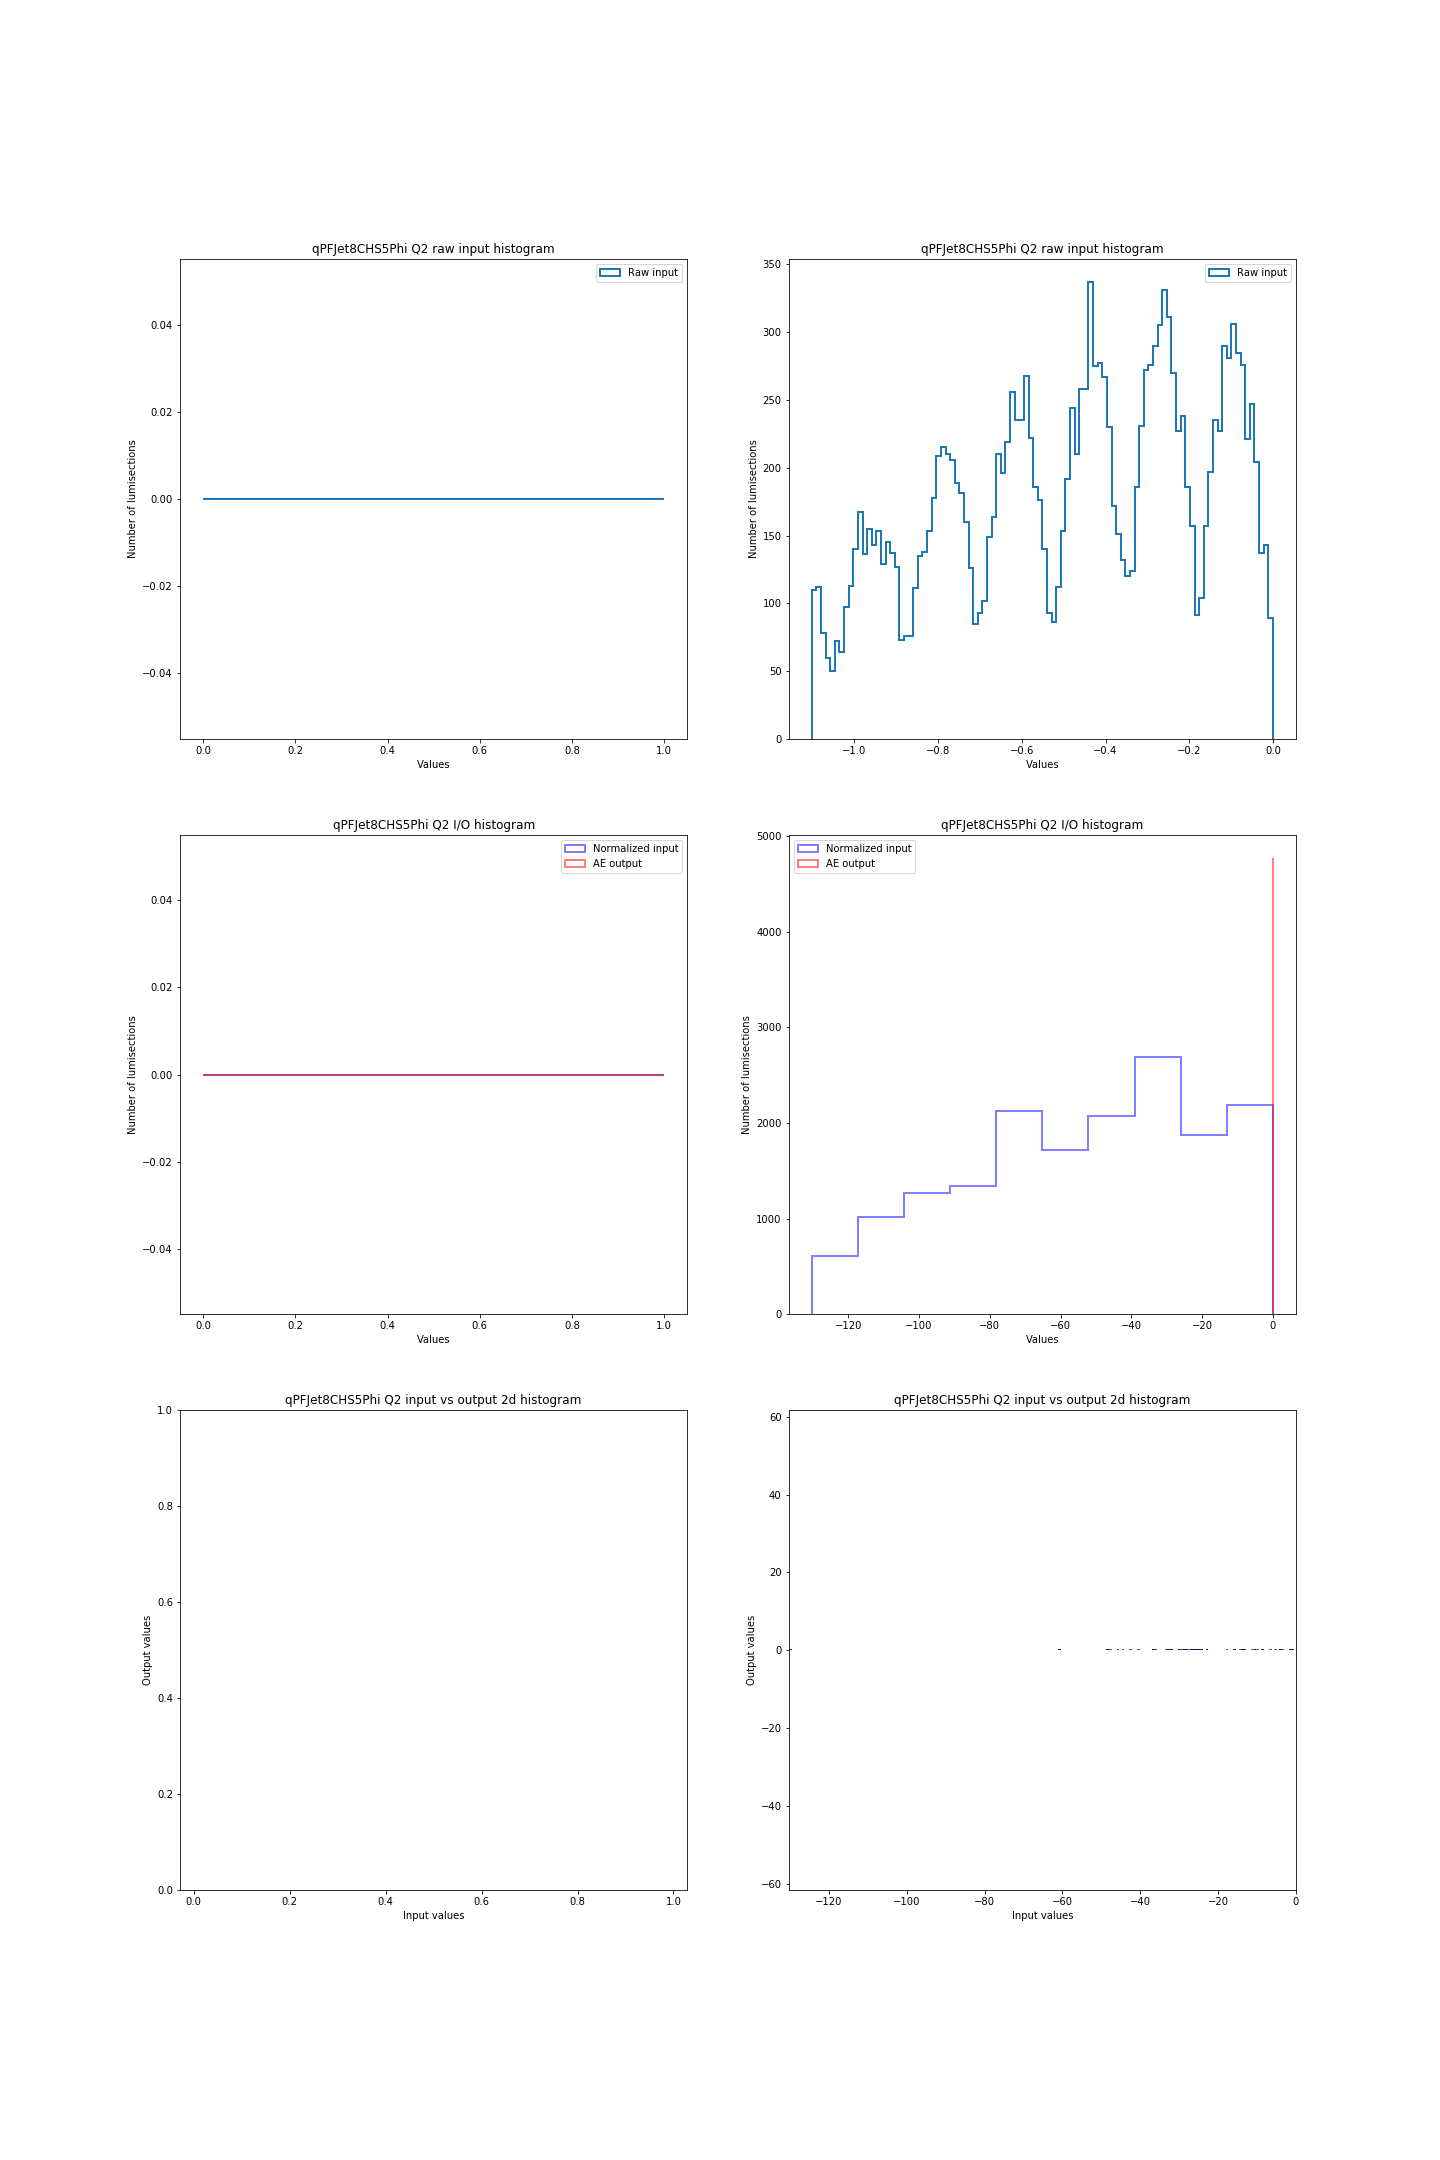 qPFJet8CHS5Phi Q2 raw input histogram
Raw input
0.04
0.02
0.00
−0.02
−0.04
Number of lumisections
0.0 0.2 0.4 0.6 0.8 1.0
Values
qPFJet8CHS5Phi Q2 raw input histogram
Raw input
350
300
250
200
150
100
50
0
Number of lumisections
−1.0 −0.8 −0.6 −0.4 −0.2 0.0
Values
qPFJet8CHS5Phi Q2 I/O histogram
Normalized input
AE output
0.04
0.02
0.00
−0.02
−0.04
Number of lumisections
0.0 0.2 0.4 0.6 0.8 1.0
Values
qPFJet8CHS5Phi Q2 I/O histogram
Normalized input
AE output
5000
4000
3000
2000
1000
0
Number of lumisections
−120 −100 −80 −60 −40 −20 0
Values
qPFJet8CHS5Phi Q2 input vs output 2d histogram
1.0
0.8
0.6
0.4
0.2
0.0
Output values
0.0 0.2 0.4 0.6 0.8 1.0
Input values
qPFJet8CHS5Phi Q2 input vs output 2d histogram
60
40
20
0
−20
−40
−60
Output values
−120 −100 −80 −60 −40 −20 0
Input values